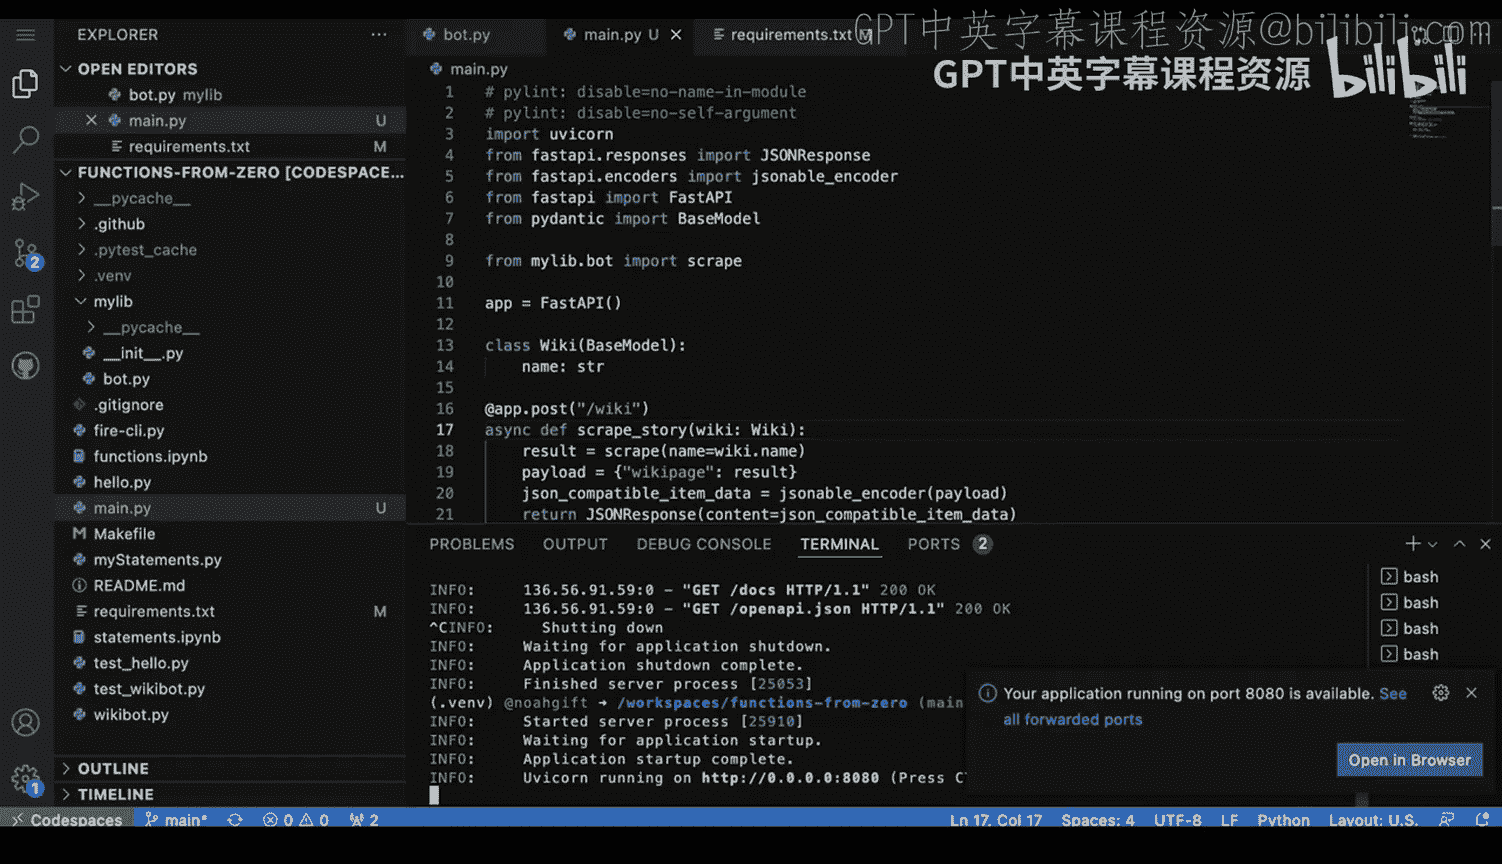 GPT中英字幕课程资源@bilibili.com
GPT中英字幕课程资源 bilibili
EXPLORER
OPEN EDITORS
bot.py mylib
main.py U
requirements.txt M
FUNCTIONS-FROM-ZERO [CODESPACE...
__pycache__
.github
.pytest_cache
.venv
mylib
__pycache__
__init__.py
bot.py
.gitignore
fire-cli.py
functions.ipynb
hello.py
main.py U
Makefile
myStatements.py
README.md
requirements.txt M
statements.ipynb
test_hello.py
test_wikibot.py
wikibot.py
OUTLINE
TIMELINE
bot.py main.py U requirements.txt M
main.py
1 # pylint: disable=no-name-in-module
2 # pylint: disable=no-self-argument
3 import uvicorn
4 from fastapi.responses import JSONResponse
5 from fastapi.encoders import jsonable_encoder
6 from fastapi import FastAPI
7 from pydantic import BaseModel
8
9 from mylib.bot import scrape
10
11 app = FastAPI()
12
13 class Wiki(BaseModel):
14 name: str
15
16 @app.post("/wiki")
17 async def scrape_story(wiki: Wiki):
18 result = scrape(name=wiki.name)
19 payload = {"wikipage": result}
20 json_compatible_item_data = jsonable_encoder(payload)
21 return JSONResponse(content=json_compatible_item_data)
PROBLEMS OUTPUT DEBUG CONSOLE TERMINAL PORTS 2
INFO: 136.56.91.59:0 - "GET /docs HTTP/1.1" 200 OK
INFO: 136.56.91.59:0 - "GET /openapi.json HTTP/1.1" 200 OK
^CINFO: Shutting down
INFO: Waiting for application shutdown.
INFO: Application shutdown complete.
INFO: Finished server process [25053]
(.venv) @noahgift ➜ /workspaces/functions-from-zero (main
INFO: Started server process [25910]
INFO: Waiting for application startup.
INFO: Application startup complete.
INFO: Uvicorn running on http://0.0.0.0:8080 (Press C
bash
bash
bash
bash
Your application running on port 8080 is available. See
all forwarded ports
Open in Browser
2
1
Codespaces main* 0 0 2 Ln 17, Col 17 Spaces: 4 UTF-8 LF Python Layout: U.S.